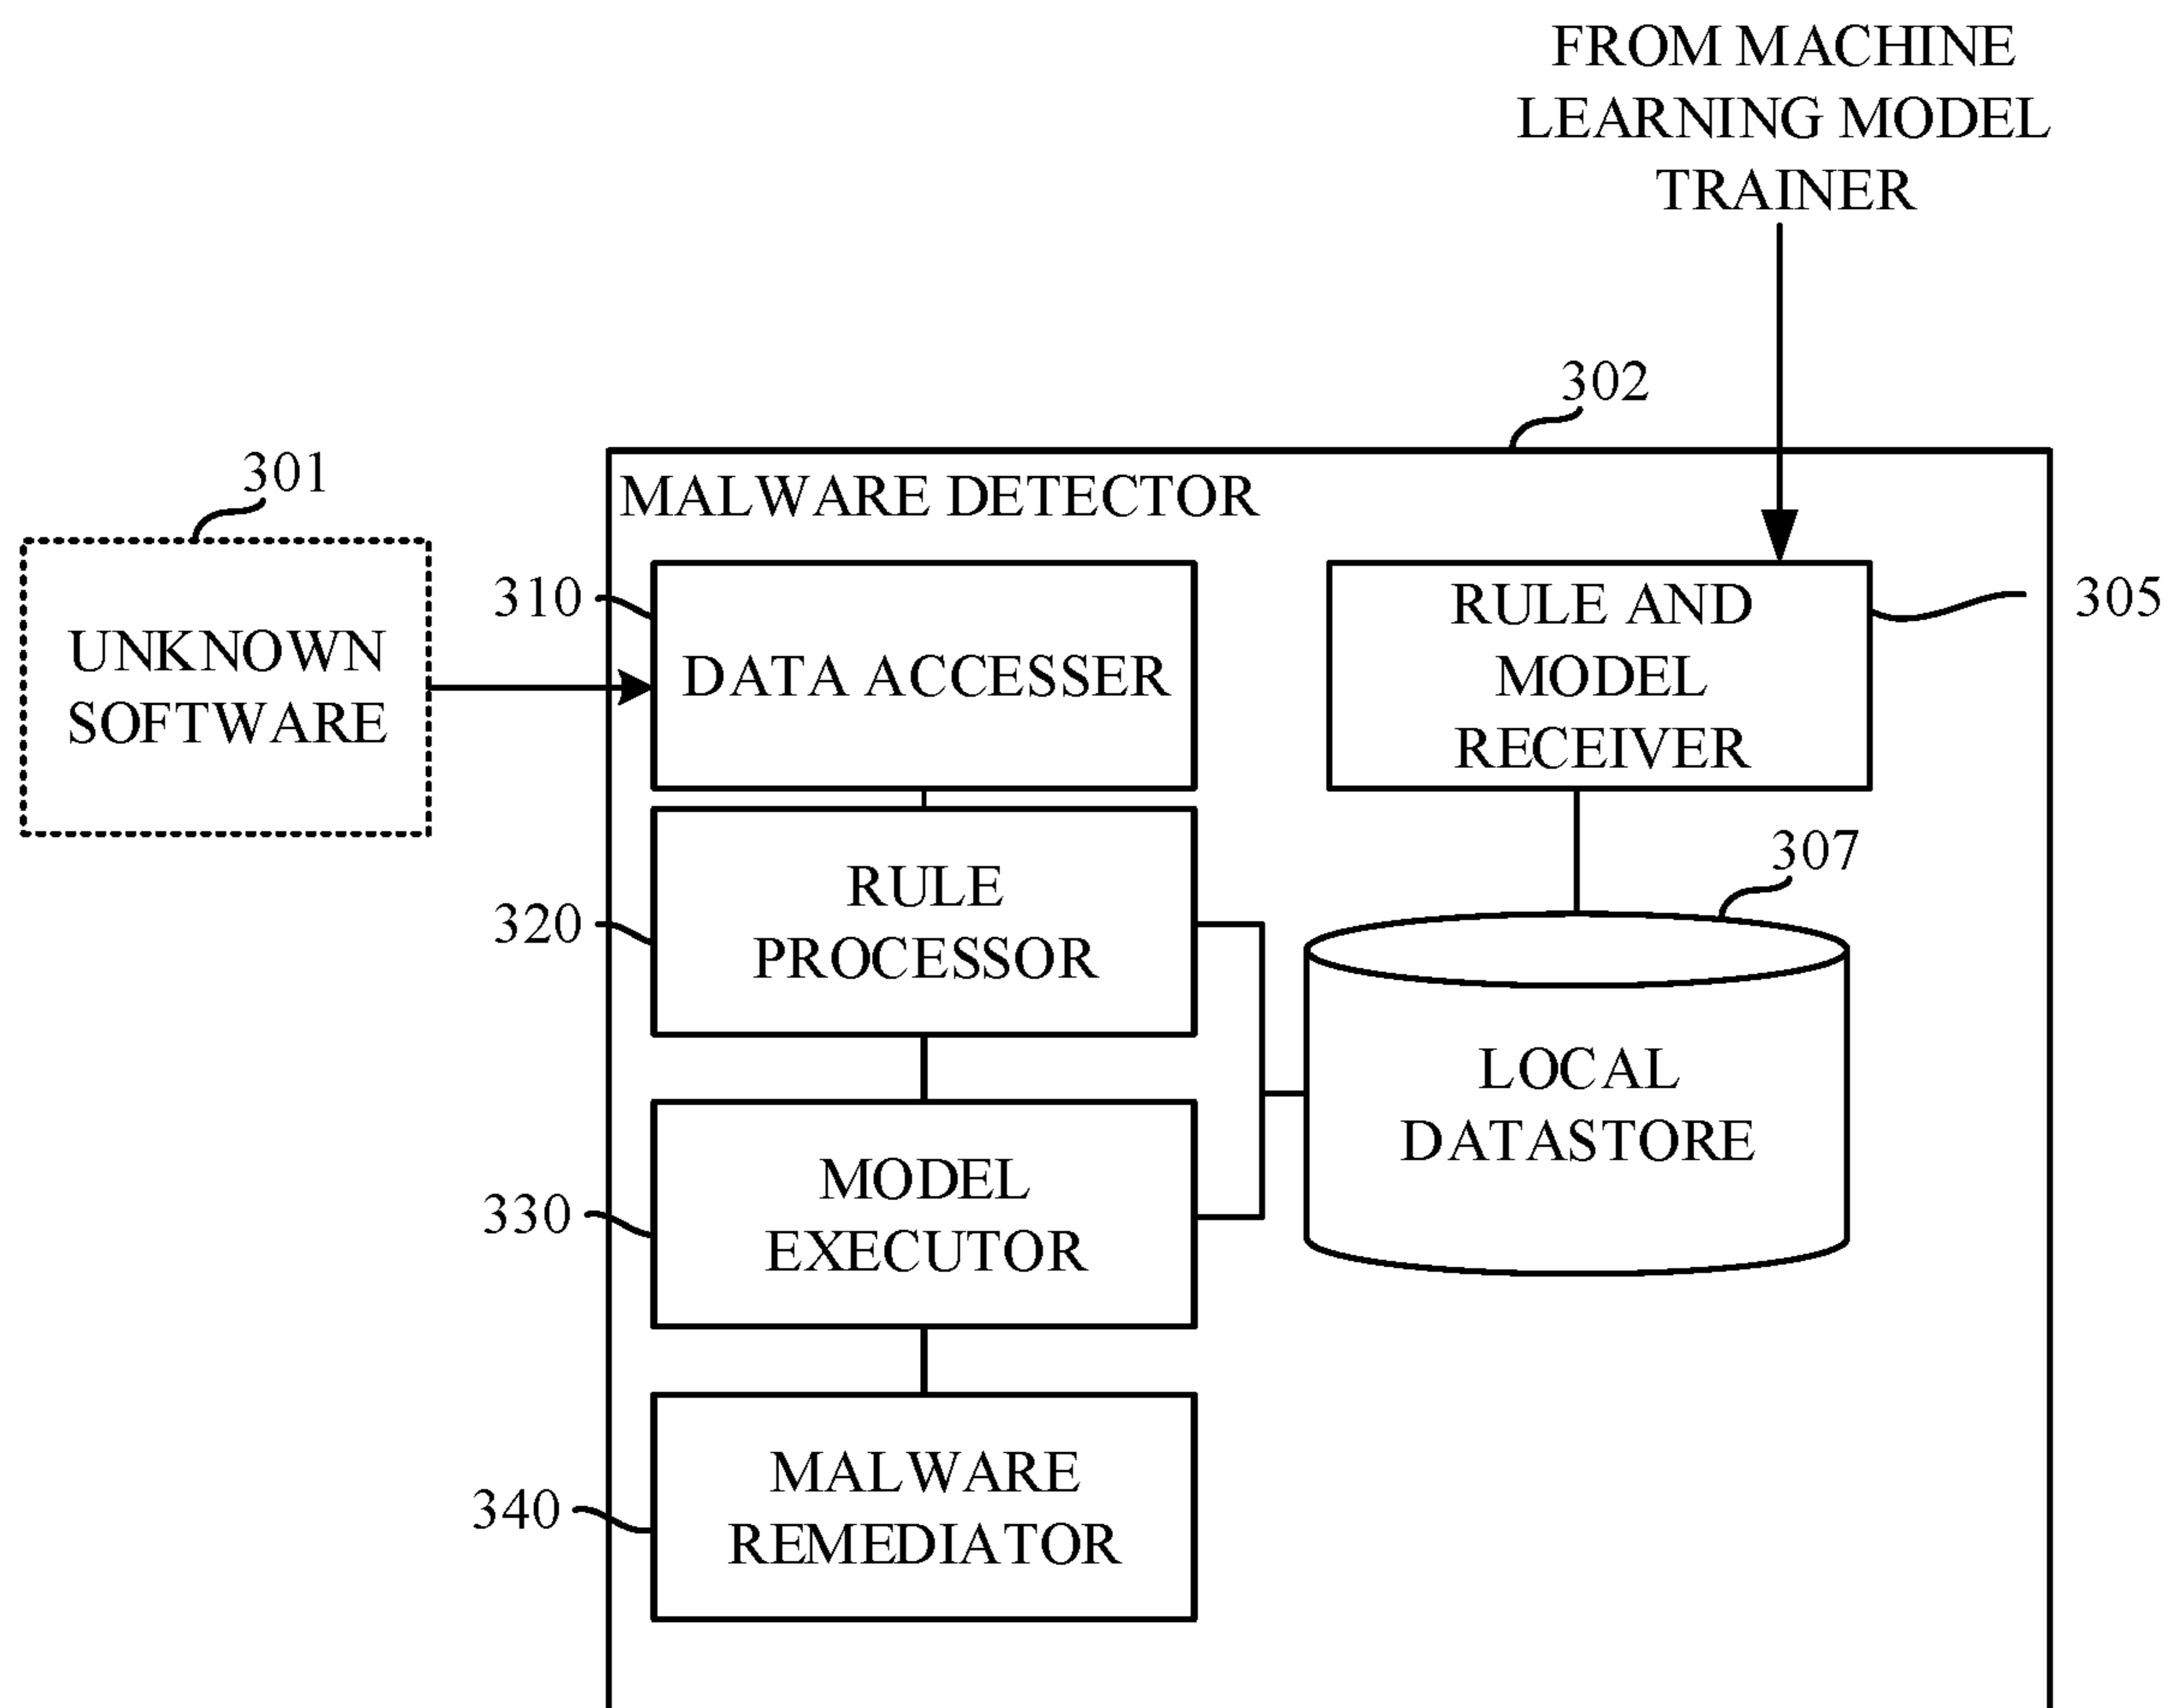 FROM MACHINE
LEARNING MODEL
TRAINER
302
301
MALWARE DETECTOR
310
UNKNOWN
SOFTWARE
DATA ACCESSER
RULE AND
MODEL
RECEIVER
305
320
RULE
PROCESSOR
307
LOCAL
DATASTORE
330
MODEL
EXECUTOR
340
MALWARE
REMEDIATOR